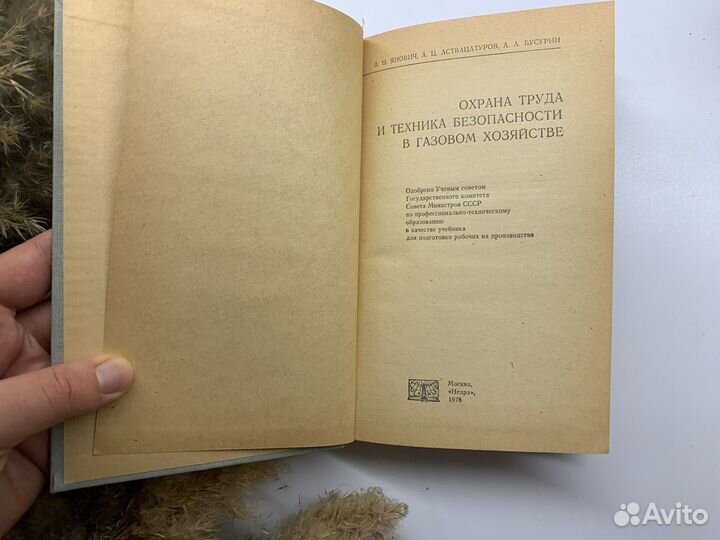 А. Н. ЯНОВИЧ, А. Ц. АСТВАЦАТУРОВ, А. А. БУСУРИН
ОХРАНА ТРУДА
И ТЕХНИКА БЕЗОПАСНОСТИ
В ГАЗОВОМ ХОЗЯЙСТВЕ
Одобрено Ученым советом
Государственного комитета
Совета Министров СССР
по профессионально-техническому
образованию
в качестве учебника
для подготовки рабочих на производстве
Москва,
«Недра»,
1978
Avito